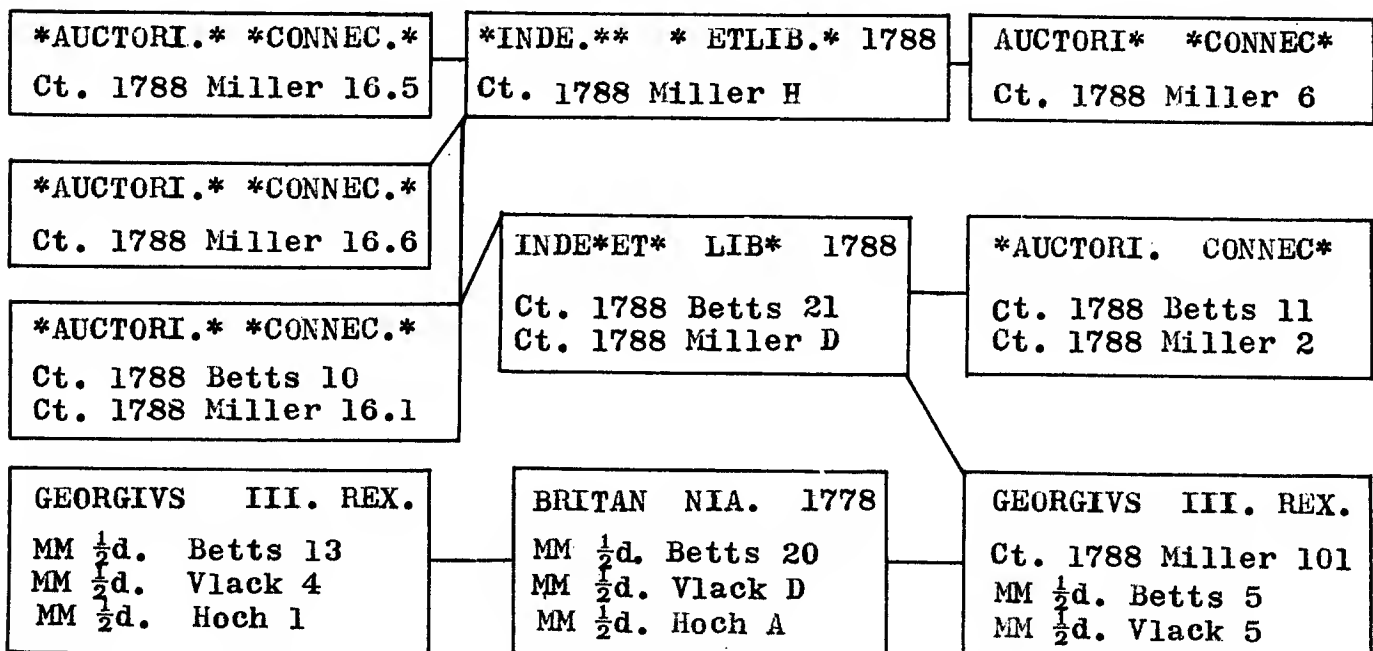 *AUCTORI.* *CONNEC.*
Ct. 1788 Miller 16.5
*INDE.** * ETLIB.* 1788
Ct. 1788 Miller H
AUCTORI* *CONNEC*
Ct. 1788 Miller 6
*AUCTORI.* *CONNEC.*
Ct. 1788 Miller 16.6
INDE*ET* LIB* 1788
Ct. 1788 Betts 21
Ct. 1788 Miller D
*AUCTORI. CONNEC*
Ct. 1788 Betts 11
Ct. 1788 Miller 2
*AUCTORI.* *CONNEC.*
Ct. 1788 Betts 10
Ct. 1788 Miller 16.1
GEORGIVS III. REX.
MM ½d. Betts 13
MM ½d. Vlack 4
MM ½d. Hoch 1
BRITAN NIA. 1778
MM ½d. Betts 20
MM ½d. Vlack D
MM ½d. Hoch A
GEORGIVS III. REX.
Ct. 1788 Miller 101
MM ½d. Betts 5
MM ½d. Vlack 5